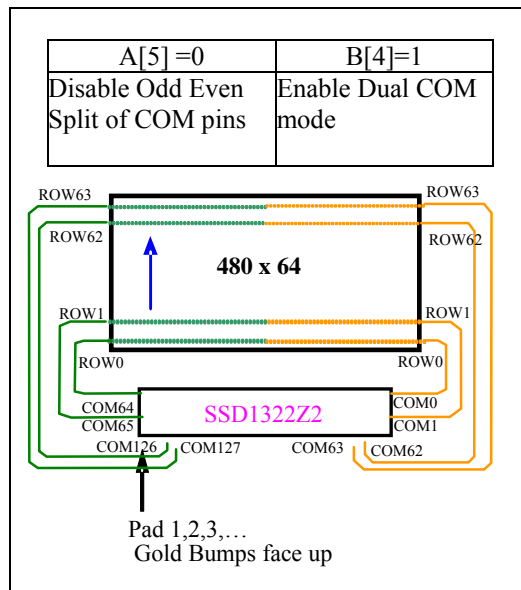 A[5] =0 B[4]=1
Disable Odd Even
Split of COM pins
Enable Dual COM
mode
ROW63 ROW63
ROW62 ROW62
480 x 64
ROW1 ROW1
ROW0 ROW0
COM64 COM0
COM65 SSD1322Z2 COM1
COM126 COM127 COM63 COM62
Pad 1,2,3,…
Gold Bumps face up